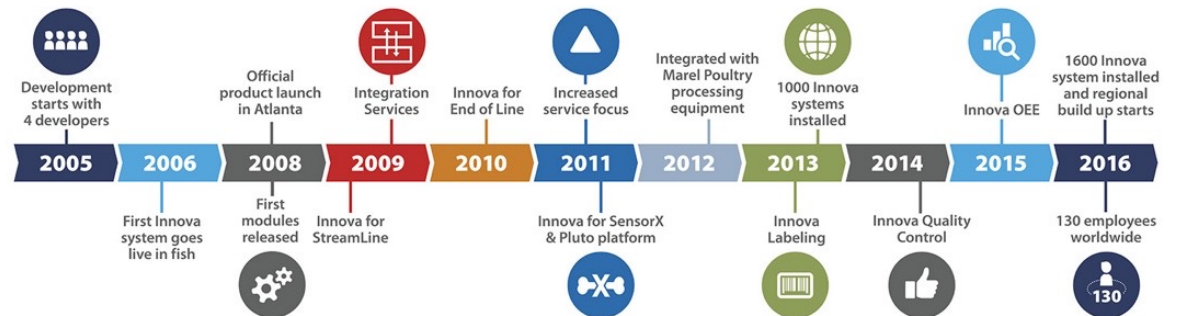 Development
starts with
4 developers
Official
product launch
in Atlanta
Integration
Services
Innova for
End of Line
Increased
service focus
Integrated with
Marel Poultry
processing
equipment
1000 Innova
systems
installed
Innova OEE
1600 Innova
system installed
and regional
build up starts
2005
2006
2008
2009
2010
2011
2012
2013
2014
2015
2016
First Innova
system goes
live in fish
First
modules
released
Innova for
StreamLine
Innova for SensorX
& Pluto platform
X
Innova
Labeling
Innova Quality
Control
130 employees
worldwide
130